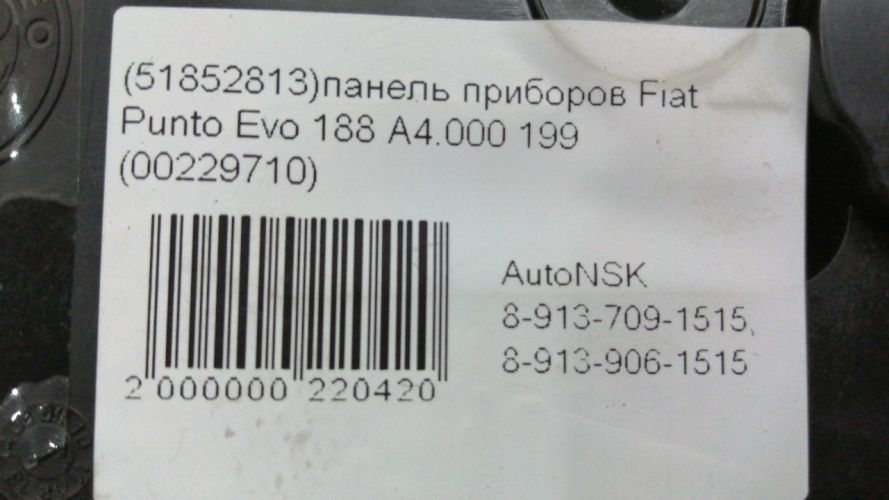 (51852813)панель приборов Fiat
Punto Evo 188 A4.000 199
(00229710)
AutoNSK
8-913-709-1515,
8-913-906-1515
2 000000 220420